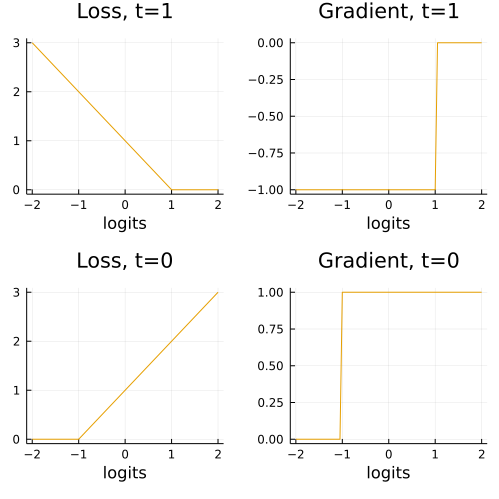 Loss, t=1
3
2
1
0
−2 −1 0 1 2
logits
Gradient, t=1
0.00
−0.25
−0.50
−0.75
−1.00
−2 −1 0 1 2
logits
Loss, t=0
3
2
1
0
−2 −1 0 1 2
logits
Gradient, t=0
1.00
0.75
0.50
0.25
0.00
−2 −1 0 1 2
logits